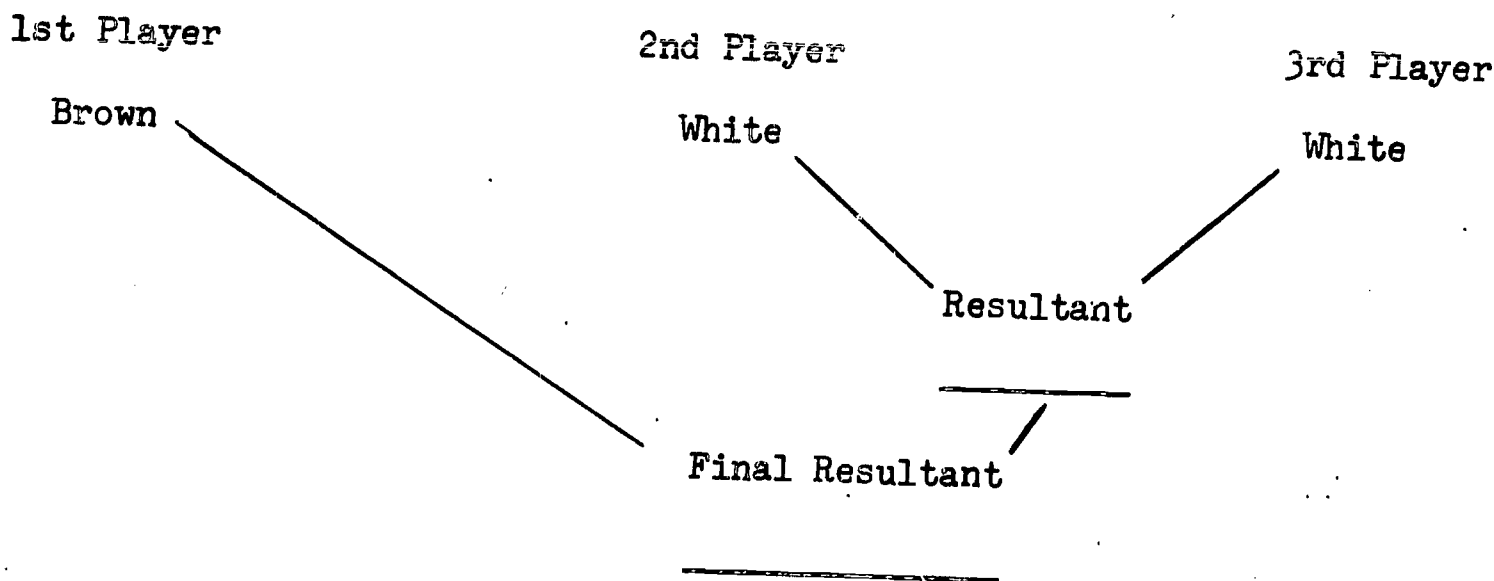 1st Player 2nd Player 3rd Player
Brown White White
Resultant
Final Resultant